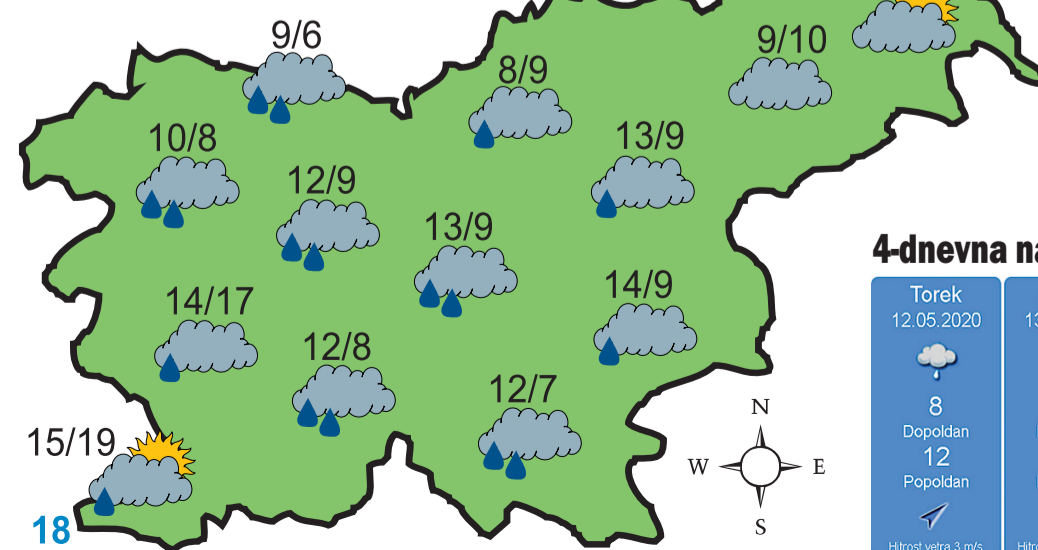 9/6
8/9
9/10
10/8
13/9
12/9
13/9
14/17
14/9
12/8
12/7
15/19
18
N
W E
S
4-dnevna
Torek
12.05.2020
8
Dopoldan
12
Popoldan
Hitrost vetra 3 m/s